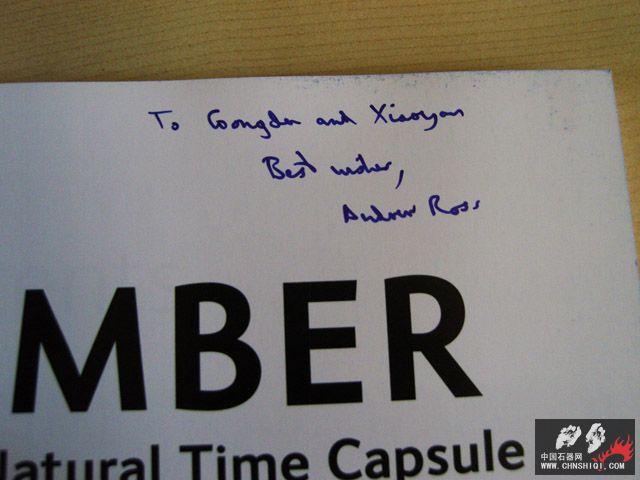 To Gongda and Xiaoyan
Best wishes,
Andrew Ross
MBER
Natural Time Capsule
中国石器网
WWW.CHNSHIQI.COM